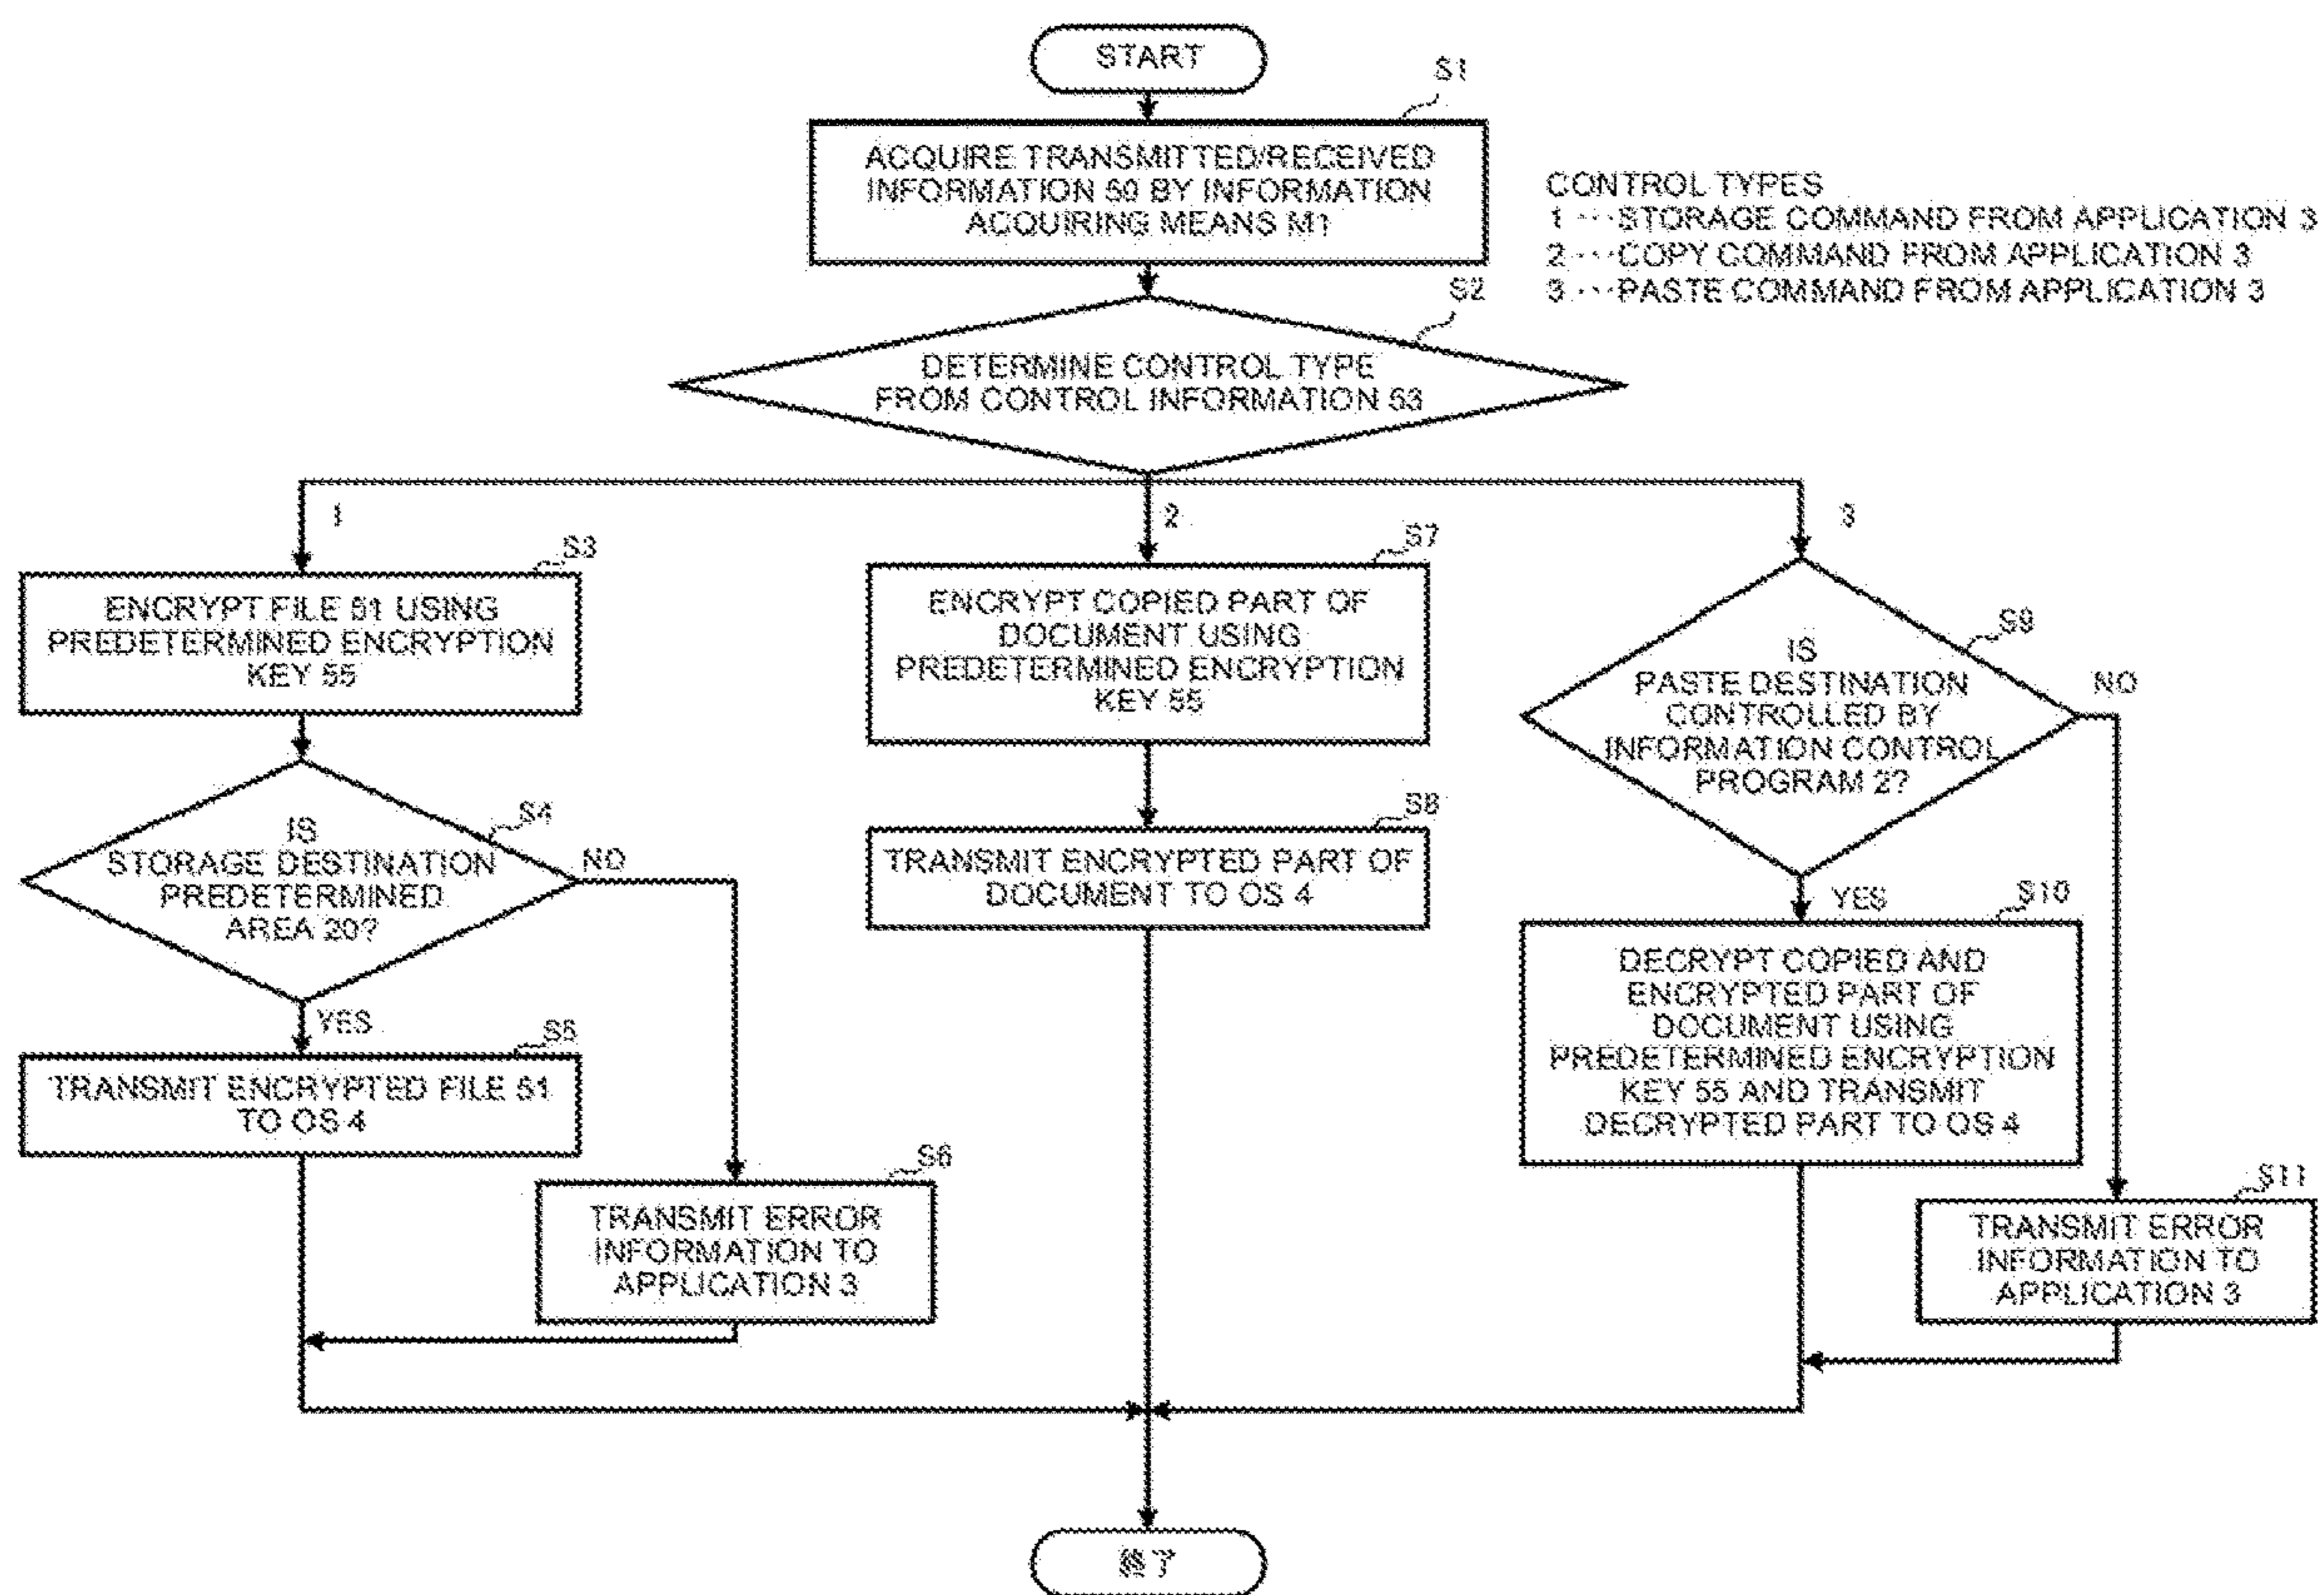 START
S1
ACQUIRE TRANSMITTED/RECEIVED
INFORMATION 50 BY INFORMATION
ACQUIRING MEANS M1
CONTROL TYPES
1 ･･･STORAGE COMMAND FROM APPLICATION 3
2 ･･･COPY COMMAND FROM APPLICATION 3
3 ･･･PASTE COMMAND FROM APPLICATION 3
S2
DETERMINE CONTROL TYPE
FROM CONTROL INFORMATION 53
1
2
3
S3
ENCRYPT FILE 51 USING
PREDETERMINED ENCRYPTION
KEY 55
S4
IS
STORAGE DESTINATION
PREDETERMINED
AREA 20?
NO
YES
S5
TRANSMIT ENCRYPTED FILE 51
TO OS 4
S6
TRANSMIT ERROR
INFORMATION TO
APPLICATION 3
S7
ENCRYPT COPIED PART OF
DOCUMENT USING
PREDETERMINED ENCRYPTION
KEY 55
S8
TRANSMIT ENCRYPTED PART OF
DOCUMENT TO OS 4
S9
IS
PASTE DESTINATION
CONTROLLED BY
INFORMATION CONTROL
PROGRAM 2?
NO
YES
S10
DECRYPT COPIED AND
ENCRYPTED PART OF
DOCUMENT USING
PREDETERMINED ENCRYPTION
KEY 55 AND TRANSMIT
DECRYPTED PART TO OS 4
S11
TRANSMIT ERROR
INFORMATION TO
APPLICATION 3
終了